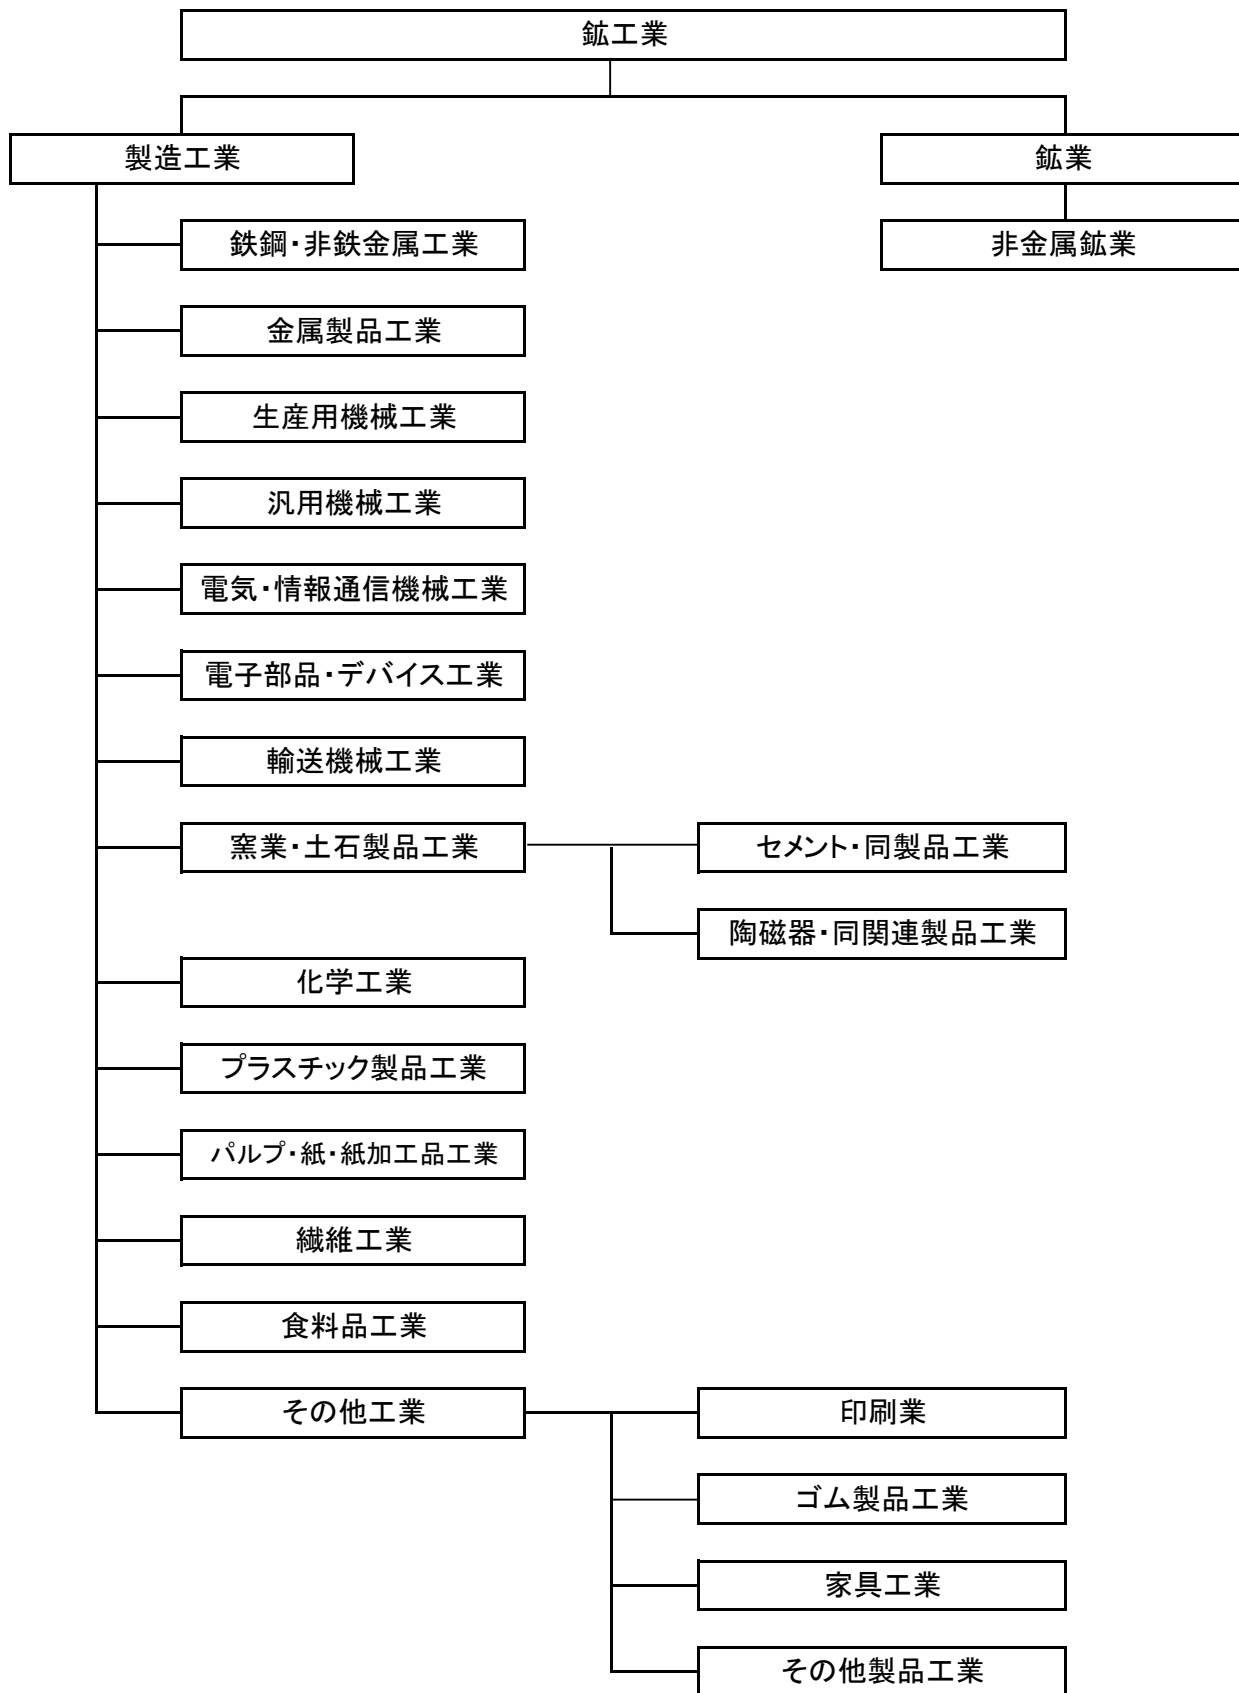 鉱工業
製造工業
鉱業
鉄鋼・非鉄金属工業
非金属鉱業
金属製品工業
生産用機械工業
汎用機械工業
電気・情報通信機械工業
電子部品・デバイス工業
輸送機械工業
窯業・土石製品工業
セメント・同製品工業
陶磁器・同関連製品工業
化学工業
プラスチック製品工業
パルプ・紙・紙加工品工業
繊維工業
食料品工業
その他工業
印刷業
ゴム製品工業
家具工業
その他製品工業